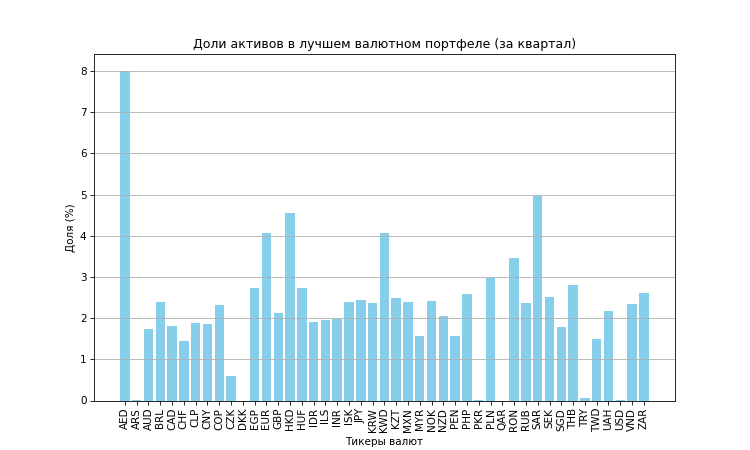 Доли активов в лучшем валютном портфеле (за квартал)
Доля (%)
8
7
6
5
4
3
2
1
0
AED ARS AUD BRL CAD CHF CLP CNY COP CZK DKK EGP EUR GBP HKD HUF IDR ILS INR ISK JPY KRW KWD KZT MXN MYR NOK NZD PEN PHP PKR PLN QAR RON RUB SAR SEK SGD THB TRY TWD UAH USD VND ZAR
Тикеры валют